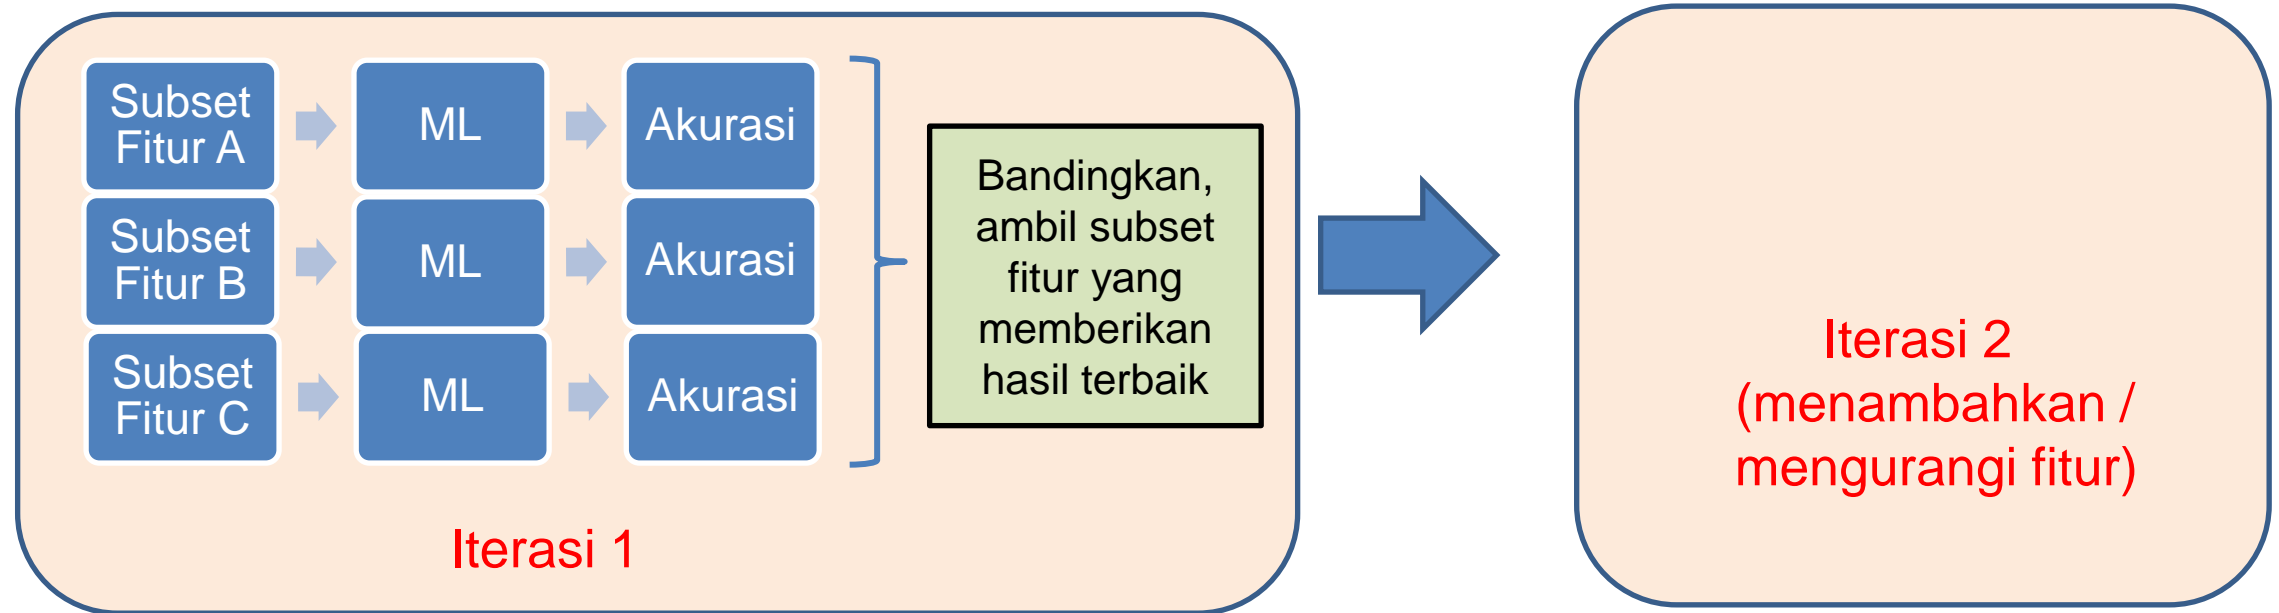 Subset
Fitur A
ML
Akurasi
Subset
Fitur B
ML
Akurasi
Subset
Fitur C
ML
Akurasi
Bandingkan,
ambil subset
fitur yang
memberikan
hasil terbaik
Iterasi 1
Iterasi 2
(menambahkan /
mengurangi fitur)